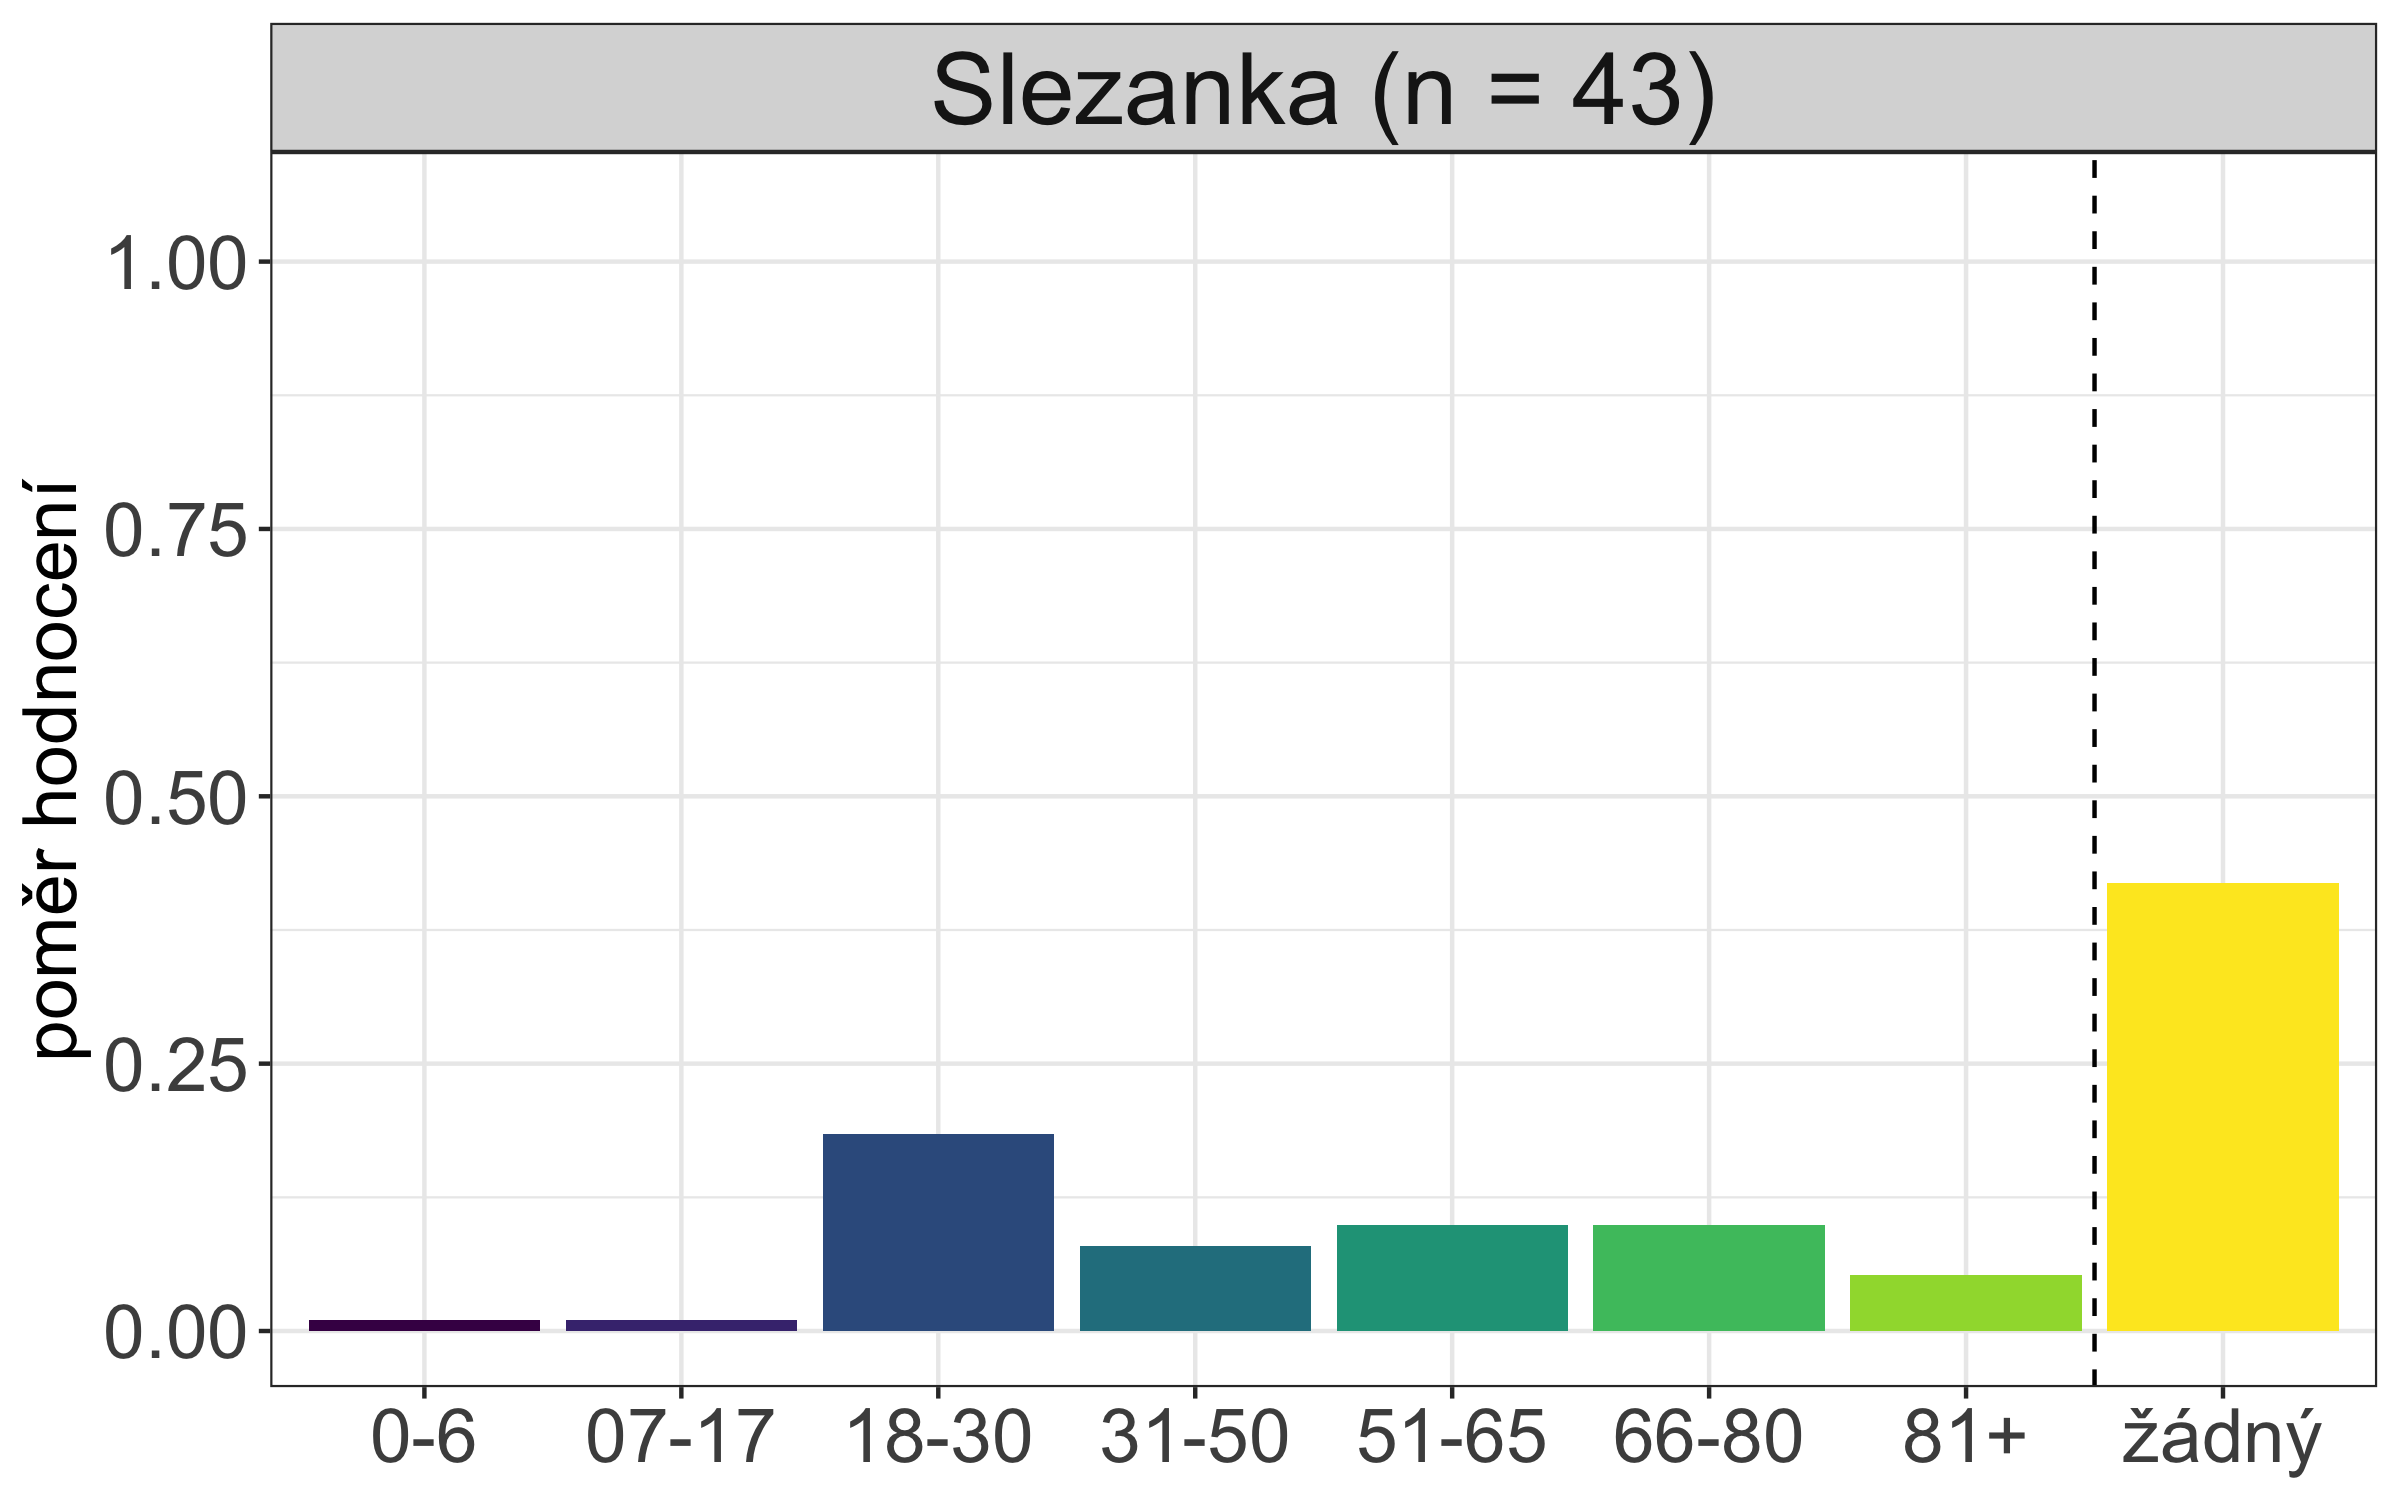 Slezanka (n = 43)
poměr hodnocení
1.00
0.75
0.50
0.25
0.00
0-6 07-17 18-30 31-50 51-65 66-80 81+ žádný